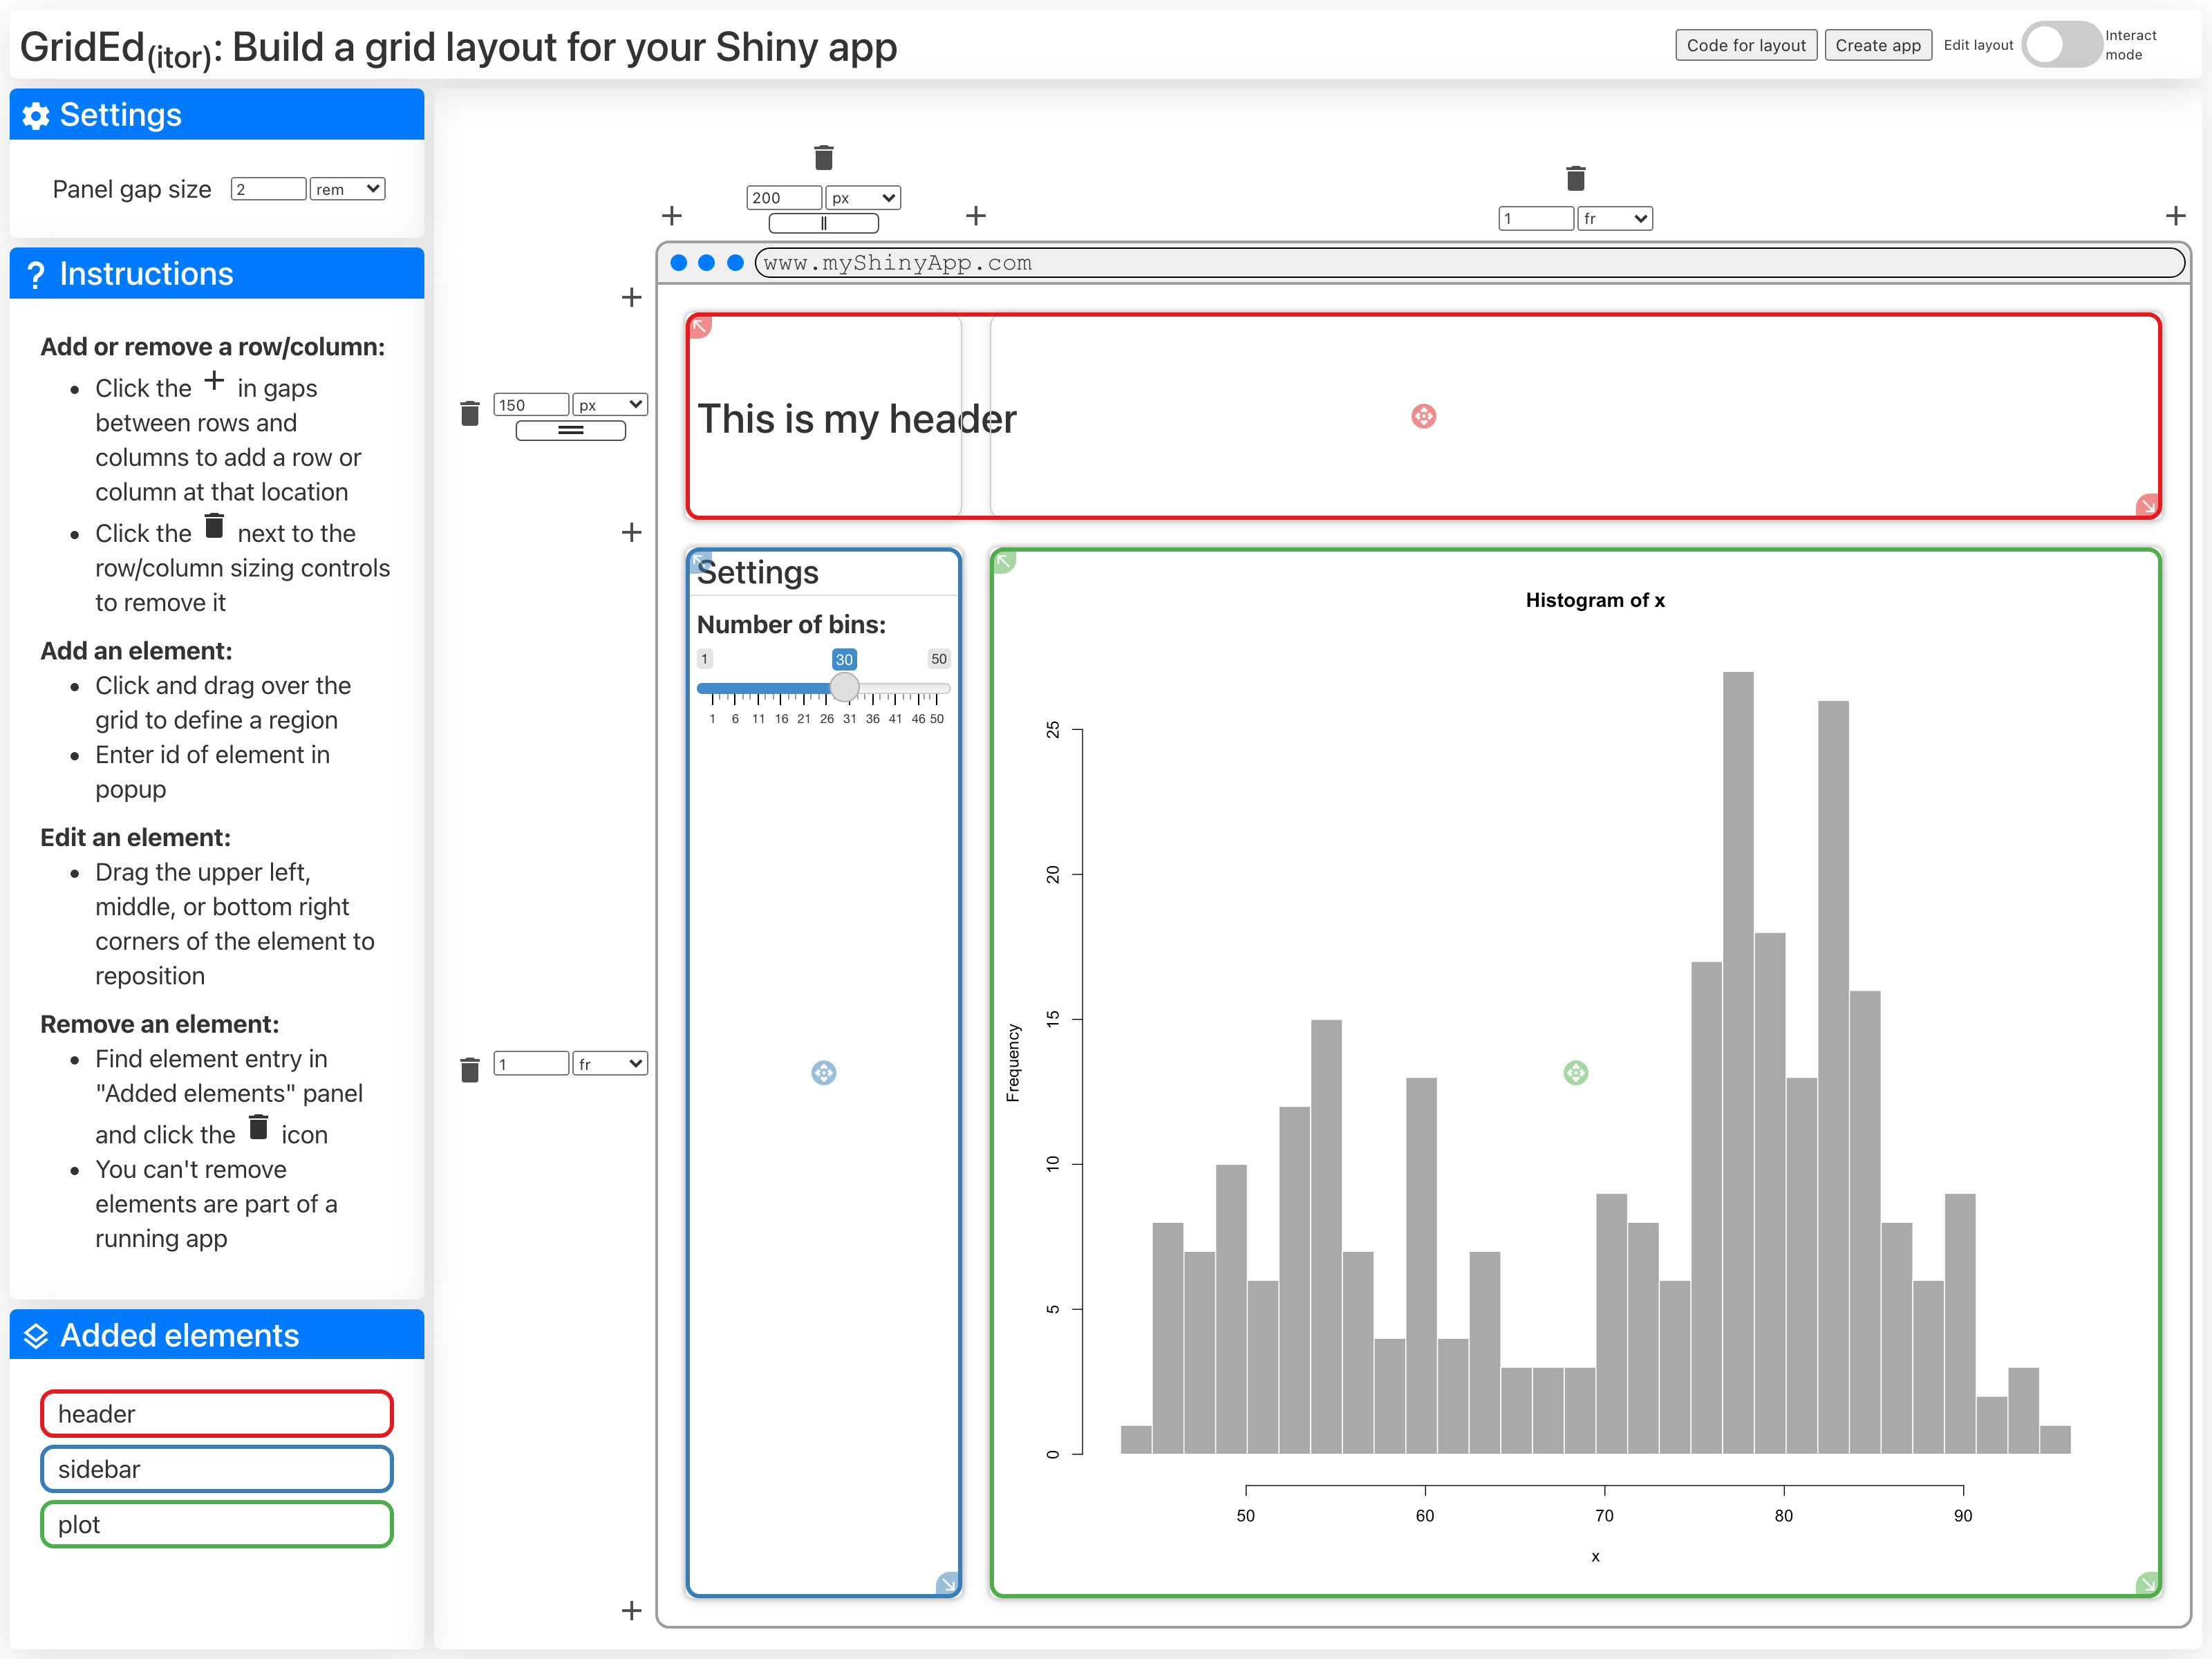 GridEd(itor): Build a grid layout for your Shiny app
Code for layout
Create app
Edit layout
Interact
mode
Settings
Panel gap size
2
rem
Instructions
Add or remove a row/column:
Click the + in gaps
between rows and
columns to add a row or
column at that location
Click the next to the
row/column sizing controls
to remove it
Add an element:
Click and drag over the
grid to define a region
Enter id of element in
popup
Edit an element:
Drag the upper left,
middle, or bottom right
corners of the element to
reposition
Remove an element:
Find element entry in
"Added elements" panel
and click the icon
You can't remove
elements are part of a
running app
Added elements
header
sidebar
plot
200
px
1
fr
www.myShinyApp.com
150
px
This is my header
1
fr
Settings
Number of bins:
1
30
50
1 6 11 16 21 26 31 36 41 46 50
Histogram of x
Frequency
25
20
15
10
5
0
50 60 70 80 90
x